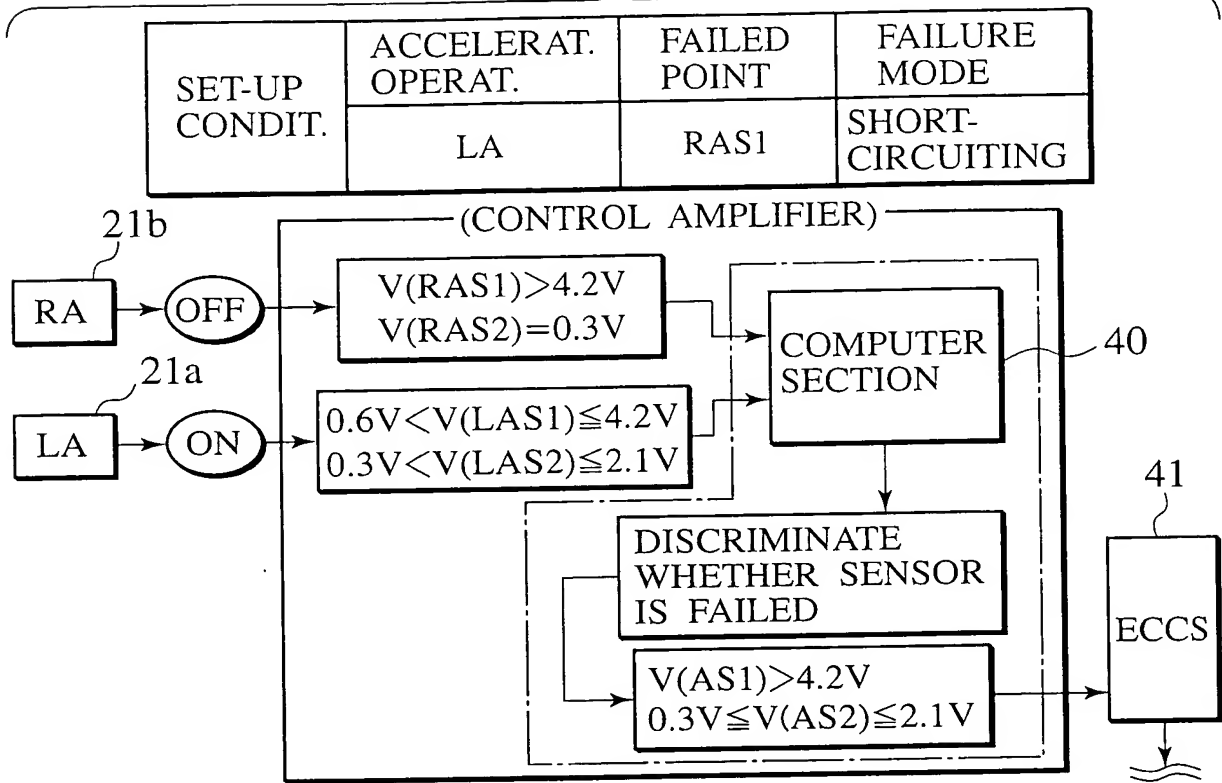 SET-UP
CONDIT.
ACCELERAT.
OPERAT.
FAILED
POINT
FAILURE
MODE
LA
RAS1
SHORT-
CIRCUITING
(CONTROL AMPLIFIER)
21b
RA
OFF
V(RAS1)>4.2V
V(RAS2)=0.3V
COMPUTER
SECTION
40
21a
LA
ON
0.6V<V(LAS1)≦4.2V
0.3V<V(LAS2)≦2.1V
DISCRIMINATE
WHETHER SENSOR
IS FAILED
41
ECCS
V(AS1)>4.2V
0.3V≦V(AS2)≦2.1V